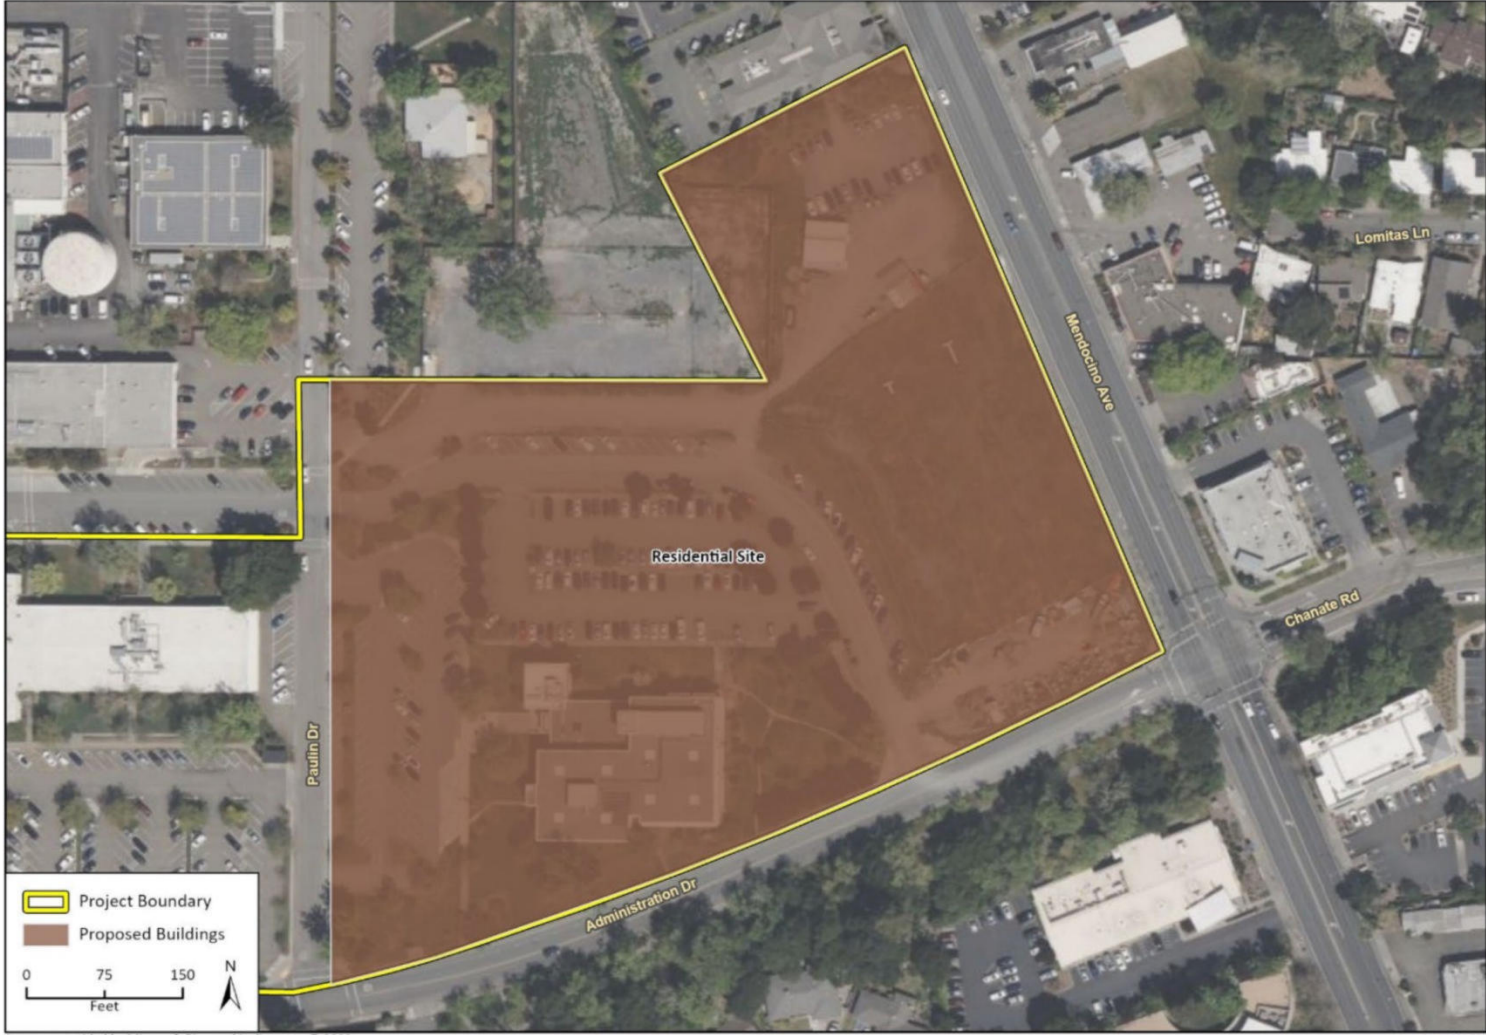 Lomitas Ln
Mendocino Ave
Residential Site
Chanate Rd
Paulin Dr
Administration Dr
Project Boundary
Proposed Buildings
0 75 150
Feet
N